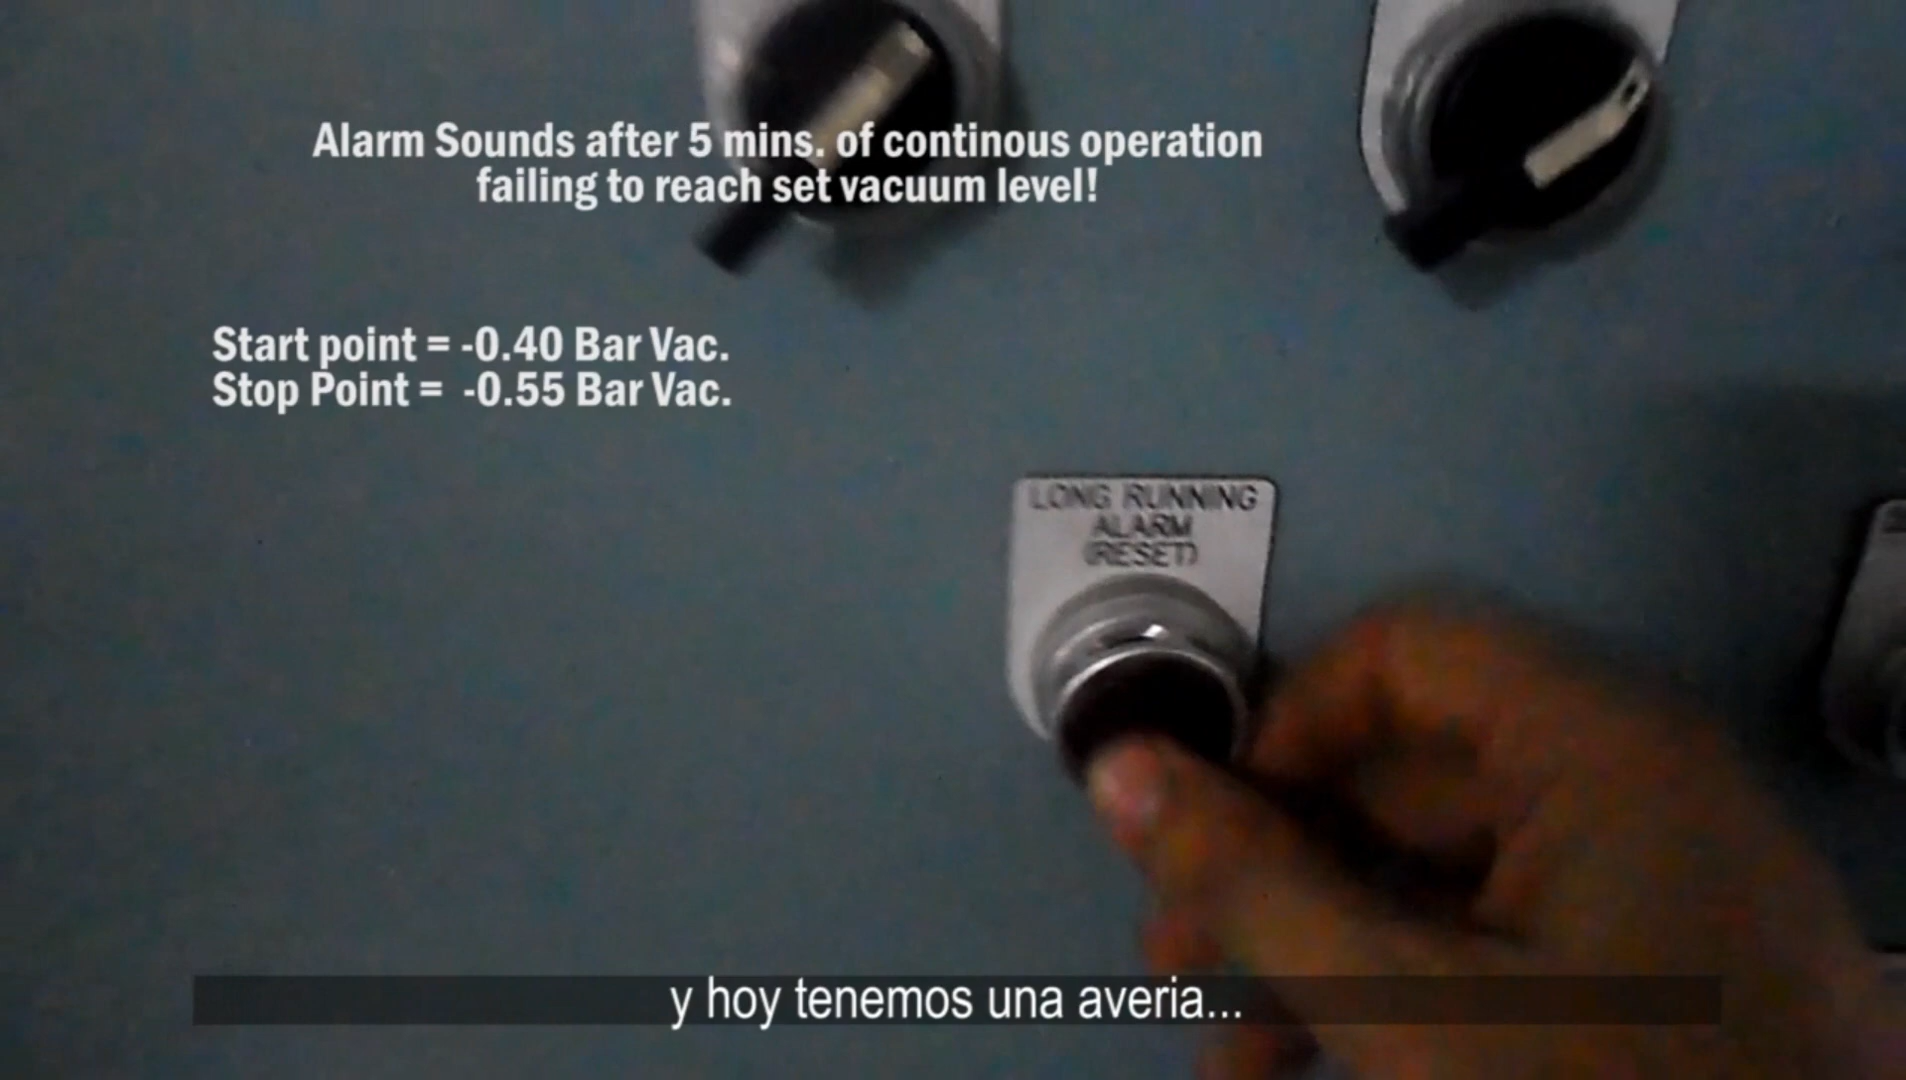 Alarm Sounds after 5 mins. of continous operation
failing to reach set vacuum level!
Start point = -0.40 Bar Vac.
Stop Point = -0.55 Bar Vac.
LONG RUNNING
ALARM
(RESET)
y hoy tenemos una averia...